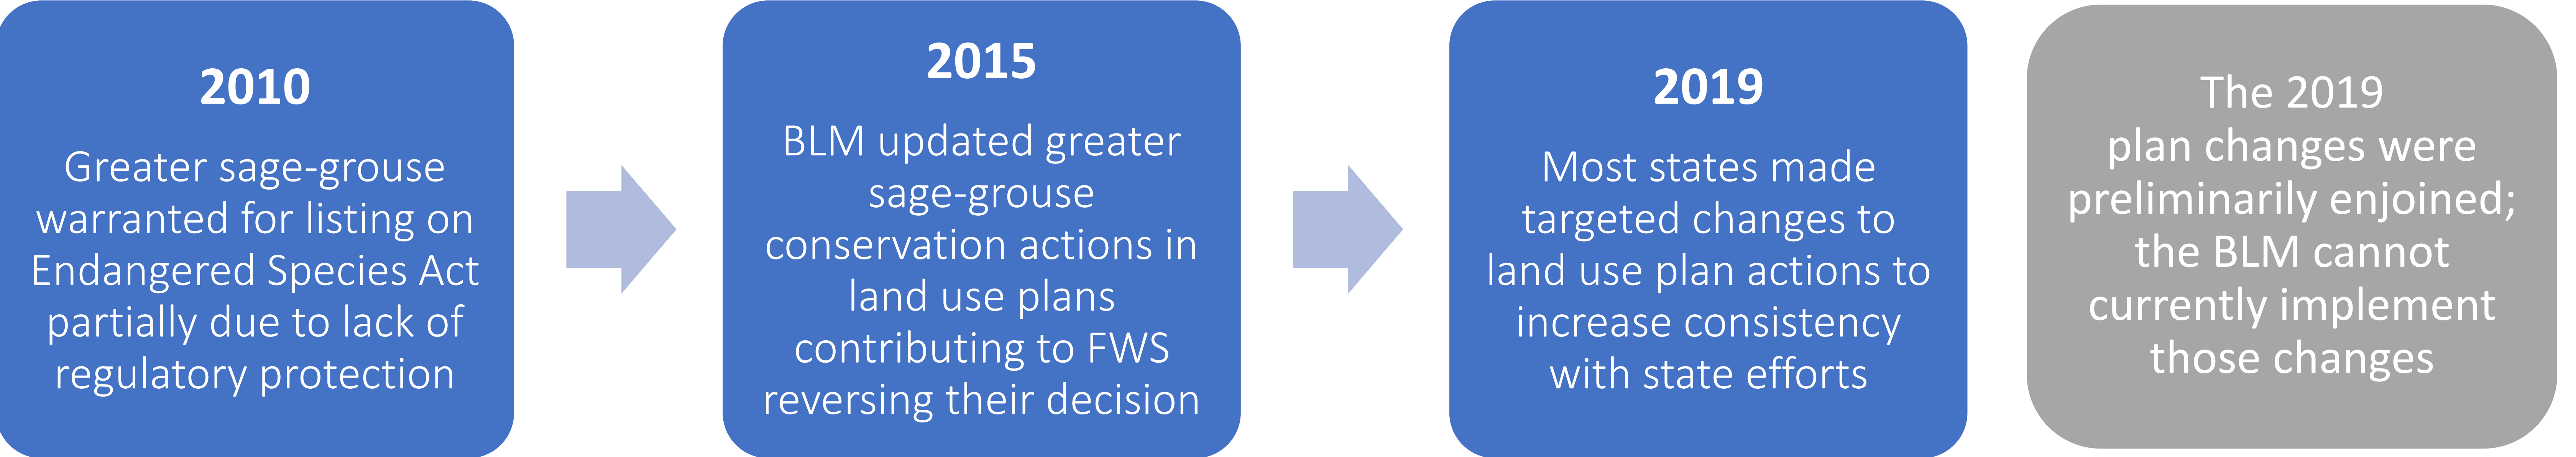 2010
Greater sage-grouse
warranted for listing on
Endangered Species Act
partially due to lack of
regulatory protection
2015
BLM updated greater
sage-grouse
conservation actions in
land use plans
contributing to FWS
reversing their decision
2019
Most states made
targeted changes to
land use plan actions to
increase consistency
with state efforts
The 2019
plan changes were
preliminarily enjoined;
the BLM cannot
currently implement
those changes